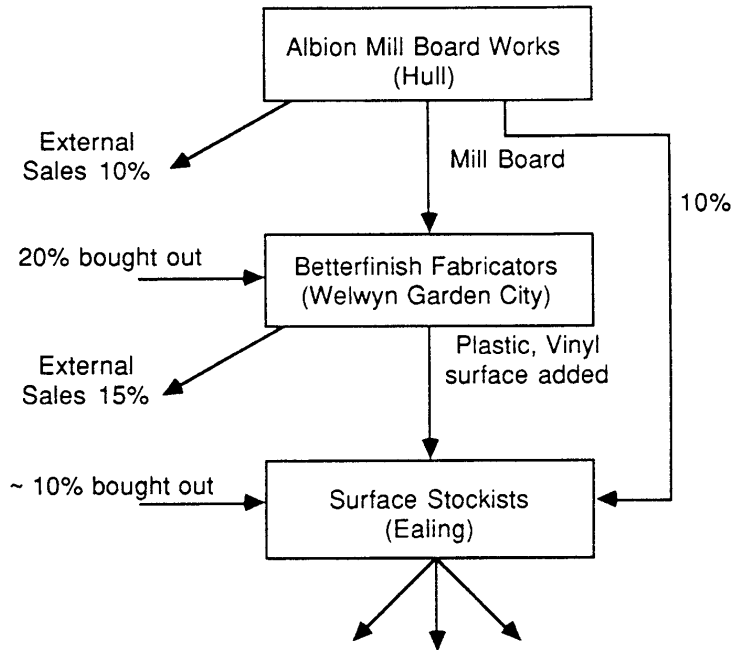 Albion Mill Board Works
(Hull)
External
Sales 10%
Mill Board
10%
20% bought out
Betterfinish Fabricators
(Welwyn Garden City)
External
Sales 15%
Plastic, Vinyl
surface added
~ 10% bought out
Surface Stockists
(Ealing)